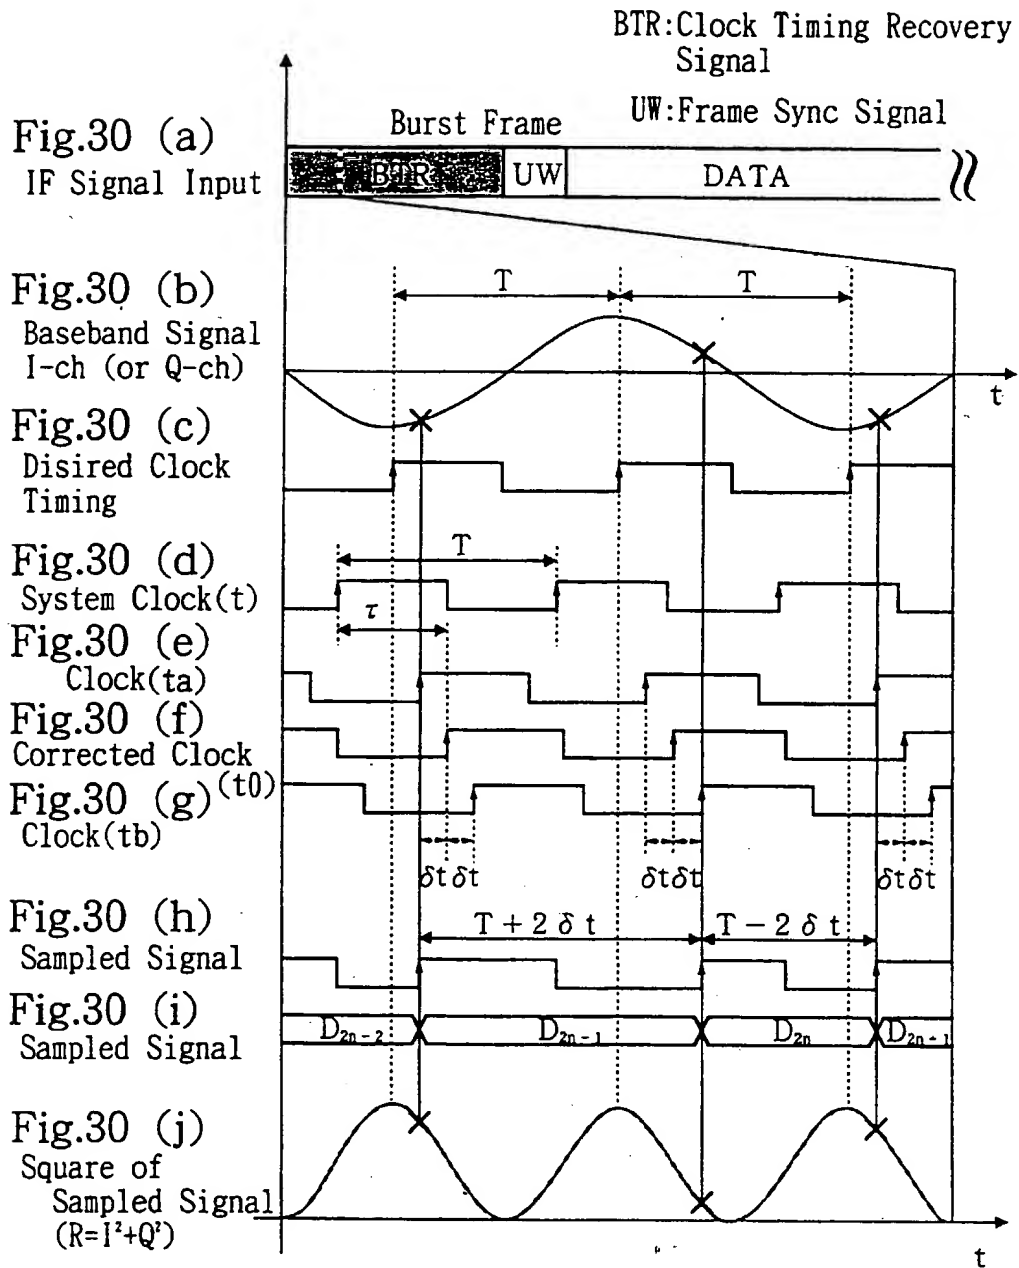 BTR:Clock Timing Recovery
Signal
UW:Frame Sync Signal
Burst Frame
Fig.30 (a)
IF Signal Input
BTR
UW
DATA
Fig.30 (b)
Baseband Signal
I-ch (or Q-ch)
T
T
t
Fig.30 (c)
Disired Clock
Timing
Fig.30 (d)
System Clock(t)
T
τ
Fig.30 (e)
Clock(ta)
Fig.30 (f)
Corrected Clock
(t0)
Fig.30 (g)
Clock(tb)
δt δt
δt δt
δt δt
Fig.30 (h)
Sampled Signal
T+2δt
T-2δt
Fig.30 (i)
Sampled Signal
D2n-2
D2n-1
D2n
D2n+1
Fig.30 (j)
Square of
Sampled Signal
(R=I²+Q²)
t